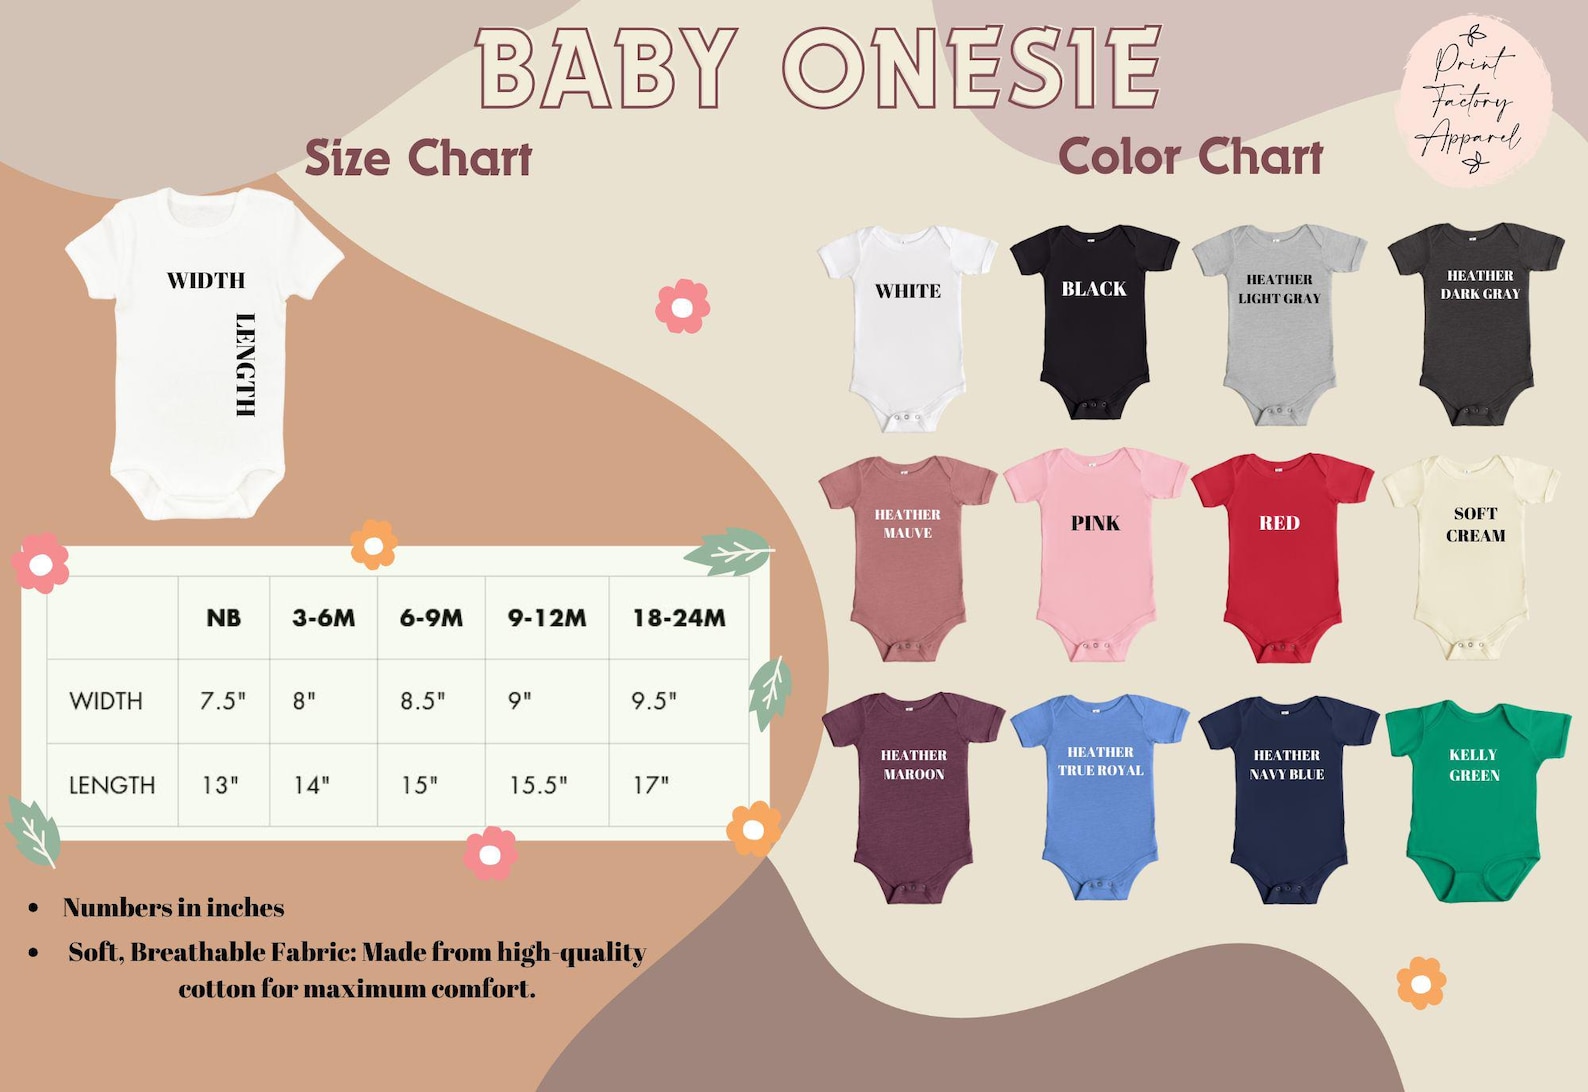 BABY ONESIE
Print
Factory
Apparel
Size Chart
WIDTH
LENGTH
NB 3-6M 6-9M 9-12M 18-24M
WIDTH 7.5" 8" 8.5" 9" 9.5"
LENGTH 13" 14" 15" 15.5" 17"
• Numbers in inches
• Soft, Breathable Fabric: Made from high-quality
cotton for maximum comfort.
Color Chart
WHITE
BLACK
HEATHER
LIGHT GRAY
HEATHER
DARK GRAY
HEATHER
MAUVE
PINK
RED
SOFT
CREAM
HEATHER
MAROON
HEATHER
TRUE ROYAL
HEATHER
NAVY BLUE
KELLY
GREEN